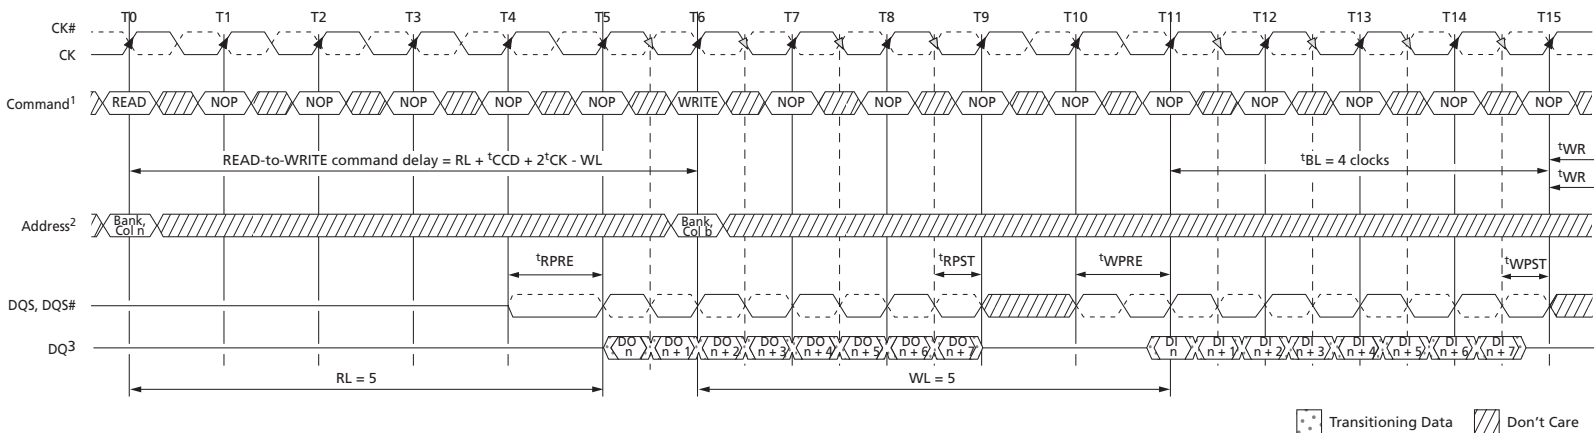 T0 T1 T2 T3 T4 T5 T6 T7 T8 T9 T10 T11 T12 T13 T14 T15
CK#
CK
Command1 READ NOP NOP NOP NOP NOP WRITE NOP NOP NOP NOP NOP NOP NOP NOP NOP
tWR
READ-to-WRITE command delay = RL + tCCD + 2tCK - WL tBL = 4 clocks
tWR
Address2 Bank, Col n Bank, Col b
tRPRE tRPST tWPRE tWPST
DQS, DQS#
DQ3 DO n DO n + 1 DO n + 2 DO n + 3 DO n + 4 DO n + 5 DO n + 6 DO n + 7 DI n DI n + 1 DI n + 2 DI n + 3 DI n + 4 DI n + 5 DI n + 6 DI n + 7
RL = 5 WL = 5
Transitioning Data Don't Care